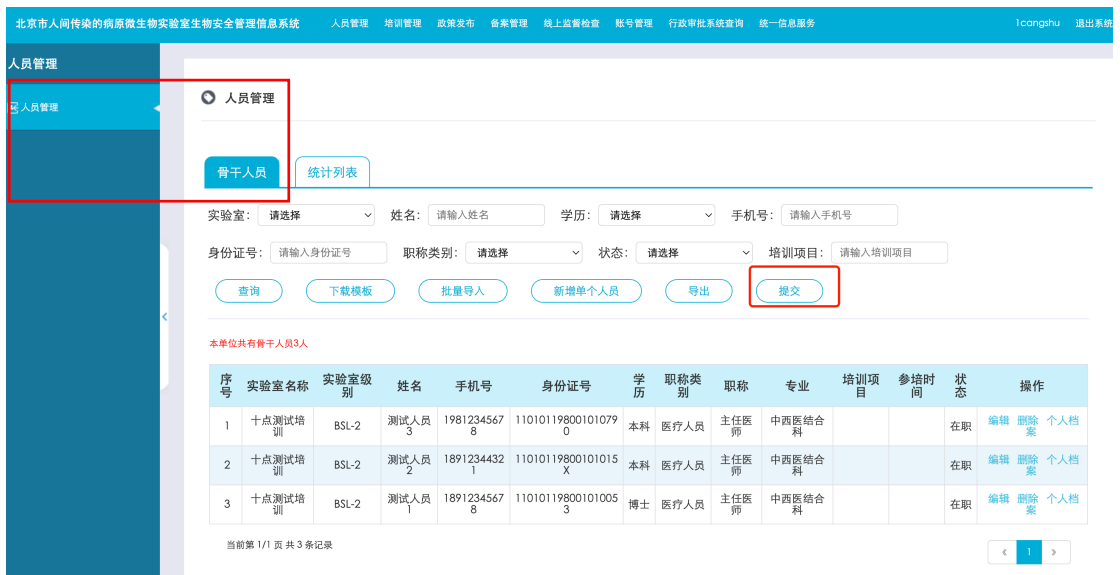 北京市人间传染的病原微生物实验室生物安全管理信息系统 人员管理 培训管理 政策发布 备案管理 线上监督检查 账号管理 行政审批系统查询 统一信息服务 1cangshu 退出系统
人员管理
人员管理
人员管理
骨干人员 统计列表
实验室: 请选择 姓名: 请输入姓名 学历: 请选择 手机号: 请输入手机号
身份证号: 请输入身份证号 职称类别: 请选择 状态: 请选择 培训项目: 请输入培训项目
查询 下载模板 批量导入 新增单个人员 导出 提交
本单位共有骨干人员3人
序号 实验室名称 实验室级别 姓名 手机号 身份证号 学历 职称类别 职称 专业 培训项目 参培时间 状态 操作
1 十点测试培训 BSL-2 测试人员3 19812345678 110101198001010790 本科 医疗人员 主任医师 中西医结合科 在职 编辑 删除 个人档案
2 十点测试培训 BSL-2 测试人员2 18912344321 11010119800101015X 本科 医疗人员 主任医师 中西医结合科 在职 编辑 删除 个人档案
3 十点测试培训 BSL-2 测试人员1 18912345678 110101198001010053 博士 医疗人员 主任医师 中西医结合科 在职 编辑 删除 个人档案
当前第 1/1 页 共 3 条记录
« 1 »